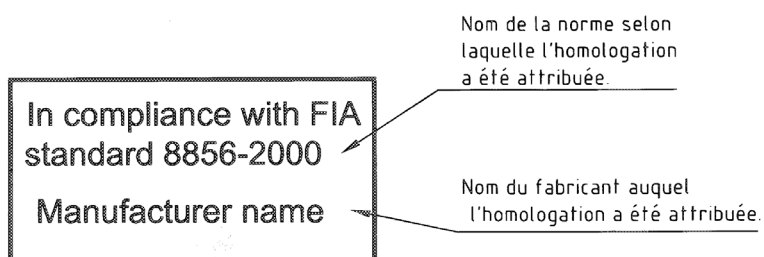 Nom de la norme selon
laquelle l'homologation
a été attribuée.
In compliance with FIA
standard 8856-2000
Manufacturer name
Nom du fabricant auquel
l'homologation a été attribuée.